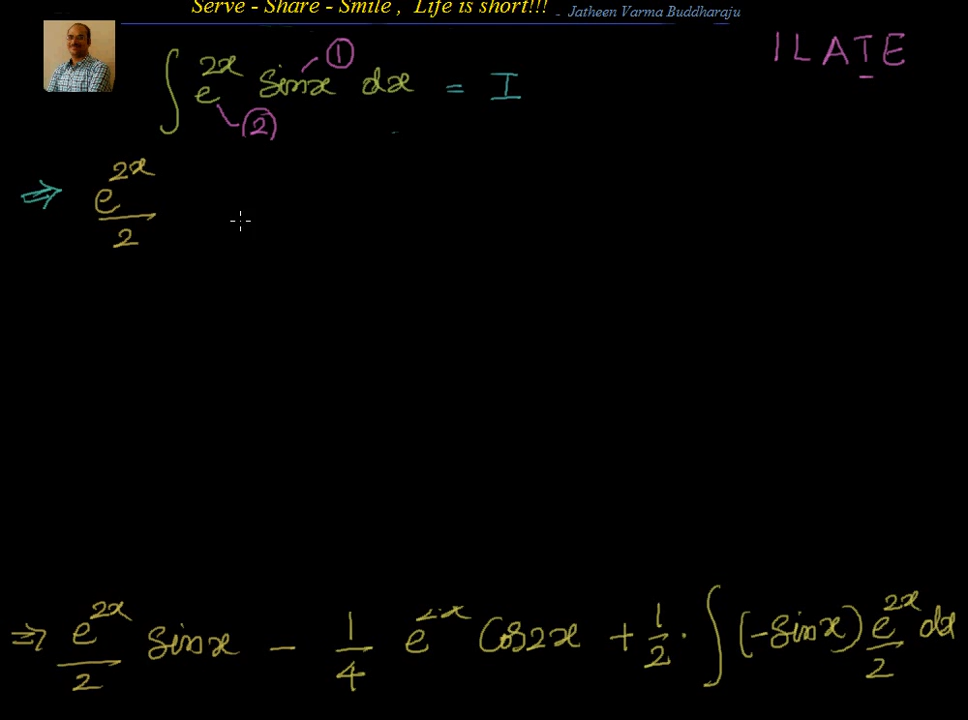 Serve - Share - Smile , Life is short!!! - Jatheen Varma Buddharaju
I L A T E
∫ e^{2x} sinx dx = I
① ②
⇒ e^{2x}/2
⇒ e^{2x}/2 sinx - 1/4 e^{2x} Cos2x + 1/2 · ∫ (-sinx) e^{2x}/2 dx